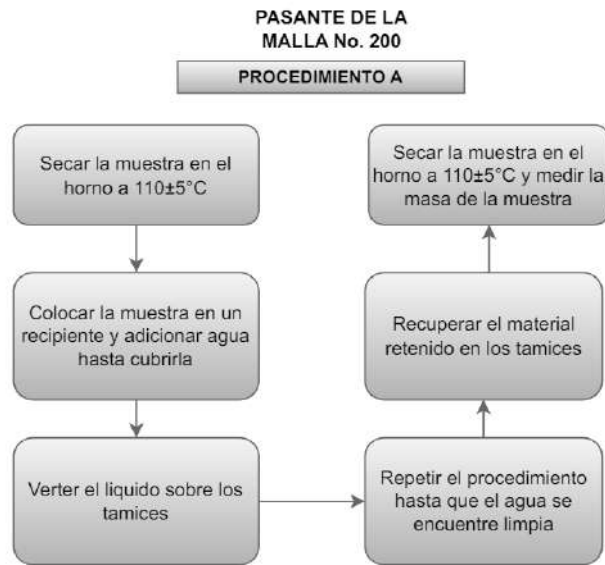 PASANTE DE LA
MALLA No. 200
PROCEDIMIENTO A
Secar la muestra en el
horno a 110±5°C
Colocar la muestra en un
recipiente y adicionar agua
hasta cubrirla
Verter el liquido sobre los
tamices
Repetir el procedimiento
hasta que el agua se
encuentre limpia
Recuperar el material
retenido en los tamices
Secar la muestra en el
horno a 110±5°C y medir la
masa de la muestra